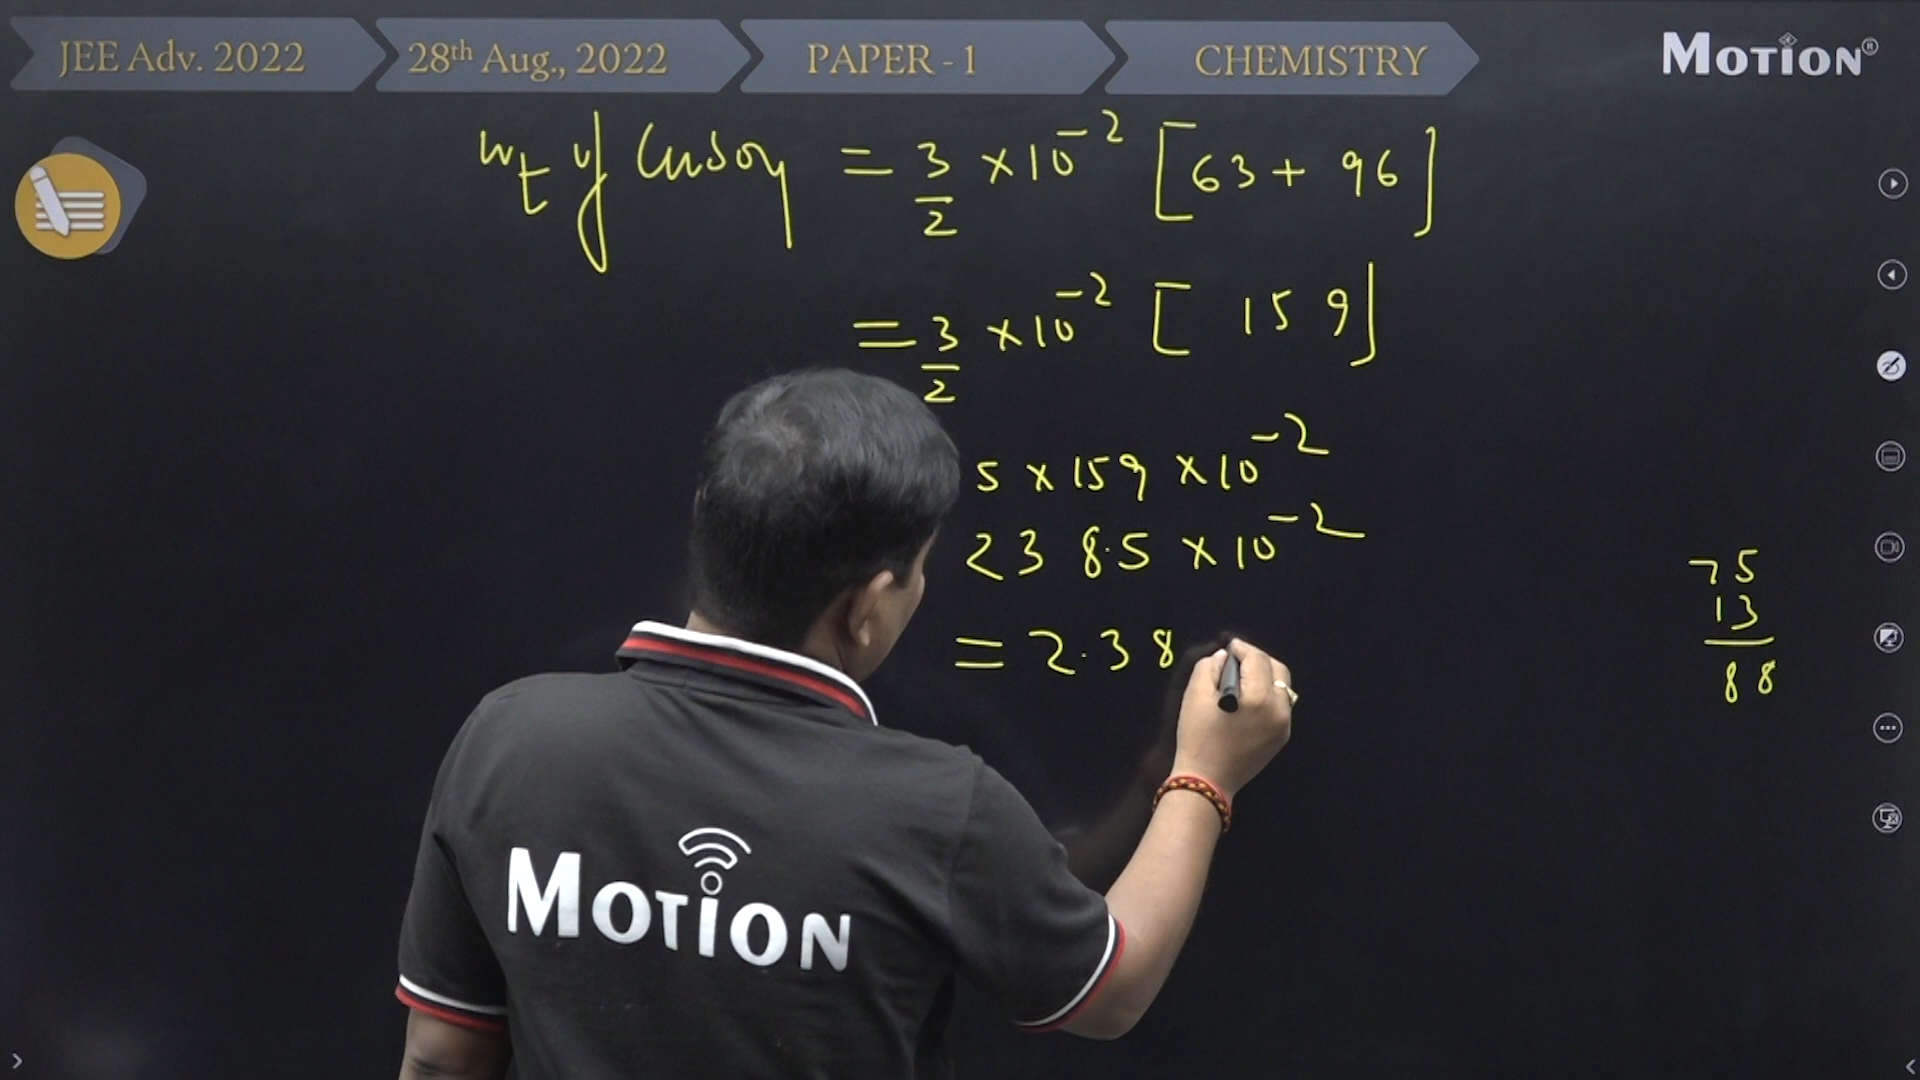 JEE Adv. 2022
28th Aug., 2022
PAPER - 1
CHEMISTRY
MOTION®
wt of CuSO4 = 3/2 × 10⁻² [63 + 96]
= 3/2 × 10⁻² [ 159]
5 × 159 × 10⁻²
238.5 × 10⁻²
= 2.38
75
13
88
MOTION